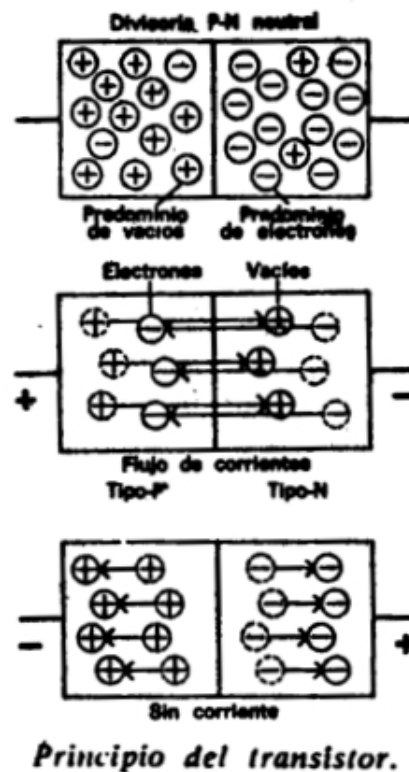 Divisoria P-N neutral
Predominio
de vacíos
Predominio
de electrones
Electrones
Vacíos
+
-
Flujo de corrientes
Tipo-P
Tipo-N
-
+
Sin corriente
Principio del transistor.